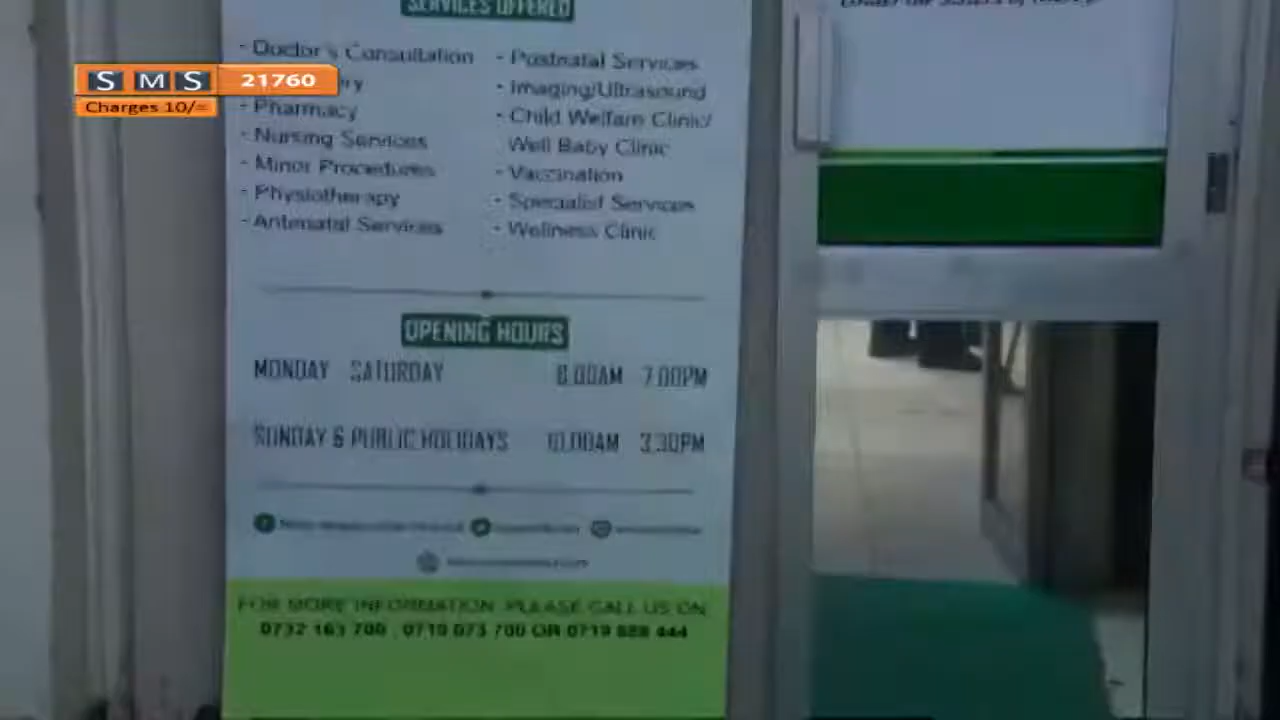 SERVICES OFFERED
- Doctor's Consultation
- Pharmacy
- Nursing Services
- Minor Procedures
- Physiotherapy
- Antenatal Services
- Postnatal Services
- Imaging/Ultrasound
- Child Welfare Clinic/
Well Baby Clinic
- Vaccination
- Specialist Services
- Wellness Clinic
SMS 21760
Charges 10/=
OPENING HOURS
MONDAY SATURDAY 8.00AM 7.00PM
SUNDAY & PUBLIC HOLIDAYS 10.00AM 3.30PM
FOR MORE INFORMATION PLEASE CALL US ON
0732 163 700 , 0719 073 700 OR 0719 888 444